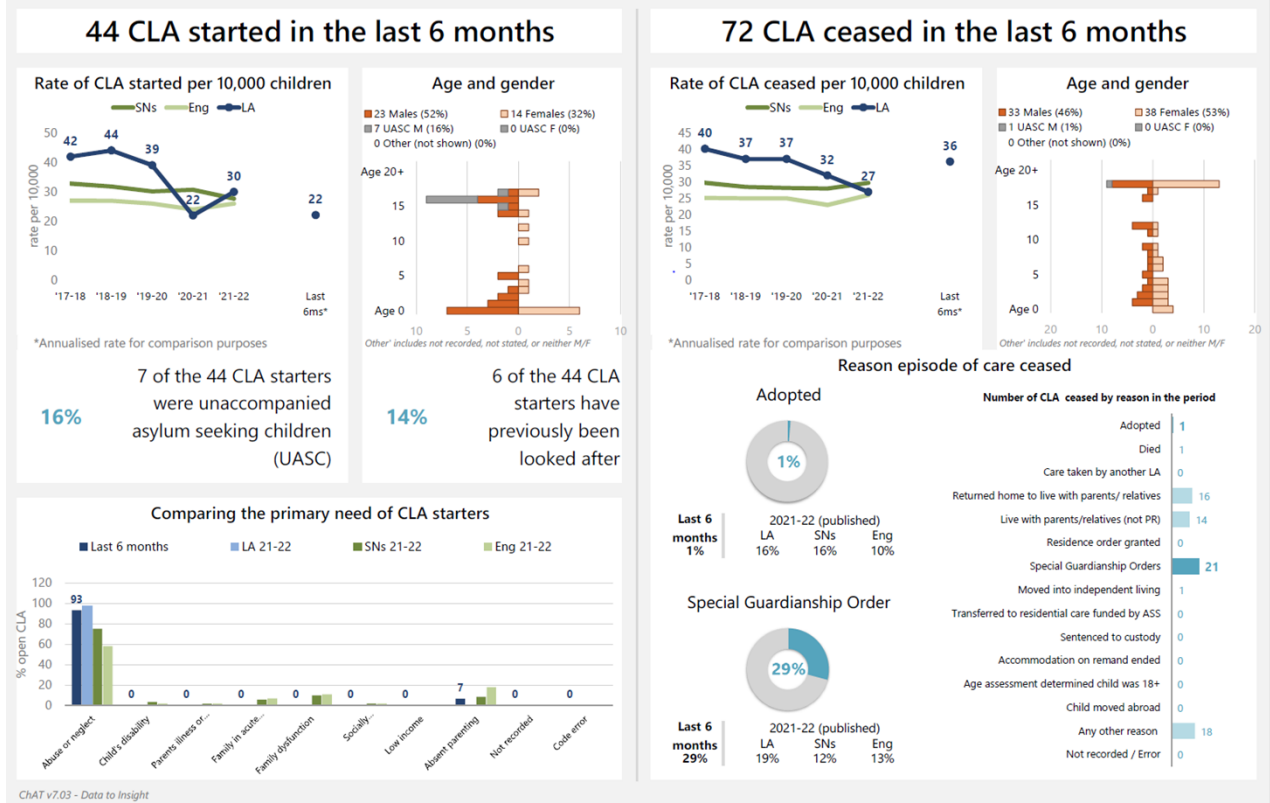 44 CLA started in the last 6 months
Rate of CLA started per 10,000 children
SNs Eng LA
rate per 10,000
50
40
30
20
10
0
42
44
39
22
30
22
'17-18 '18-19 '19-20 '20-21 '21-22 Last
6ms*
*Annualised rate for comparison purposes
Age and gender
23 Males (52%) 14 Females (32%)
7 UASC M (16%) 0 UASC F (0%)
0 Other (not shown) (0%)
Age 20+
15
10
5
Age 0
10 5 0 5 10
Other' includes not recorded, not stated, or neither M/F
16%
7 of the 44 CLA starters
were unaccompanied
asylum seeking children
(UASC)
14%
6 of the 44 CLA
starters have
previously been
looked after
Comparing the primary need of CLA starters
Last 6 months LA 21-22 SNs 21-22 Eng 21-22
% open CLA
120
100
80
60
40
20
0
93 0 0 0 0 0 0 7 0 0
Abuse or neglect
Child's disability
Parents illness or...
Family in acute...
Family dysfunction
Socially...
Low income
Absent parenting
Not recorded
Code error
ChAT v7.03 - Data to Insight
72 CLA ceased in the last 6 months
Rate of CLA ceased per 10,000 children
SNs Eng LA
rate per 10,000
45
40
35
30
25
20
15
10
5
0
40
37
37
32
27
36
'17-18 '18-19 '19-20 '20-21 '21-22 Last
6ms*
*Annualised rate for comparison purposes
Age and gender
33 Males (46%) 38 Females (53%)
1 UASC M (1%) 0 UASC F (0%)
0 Other (not shown) (0%)
Age 20+
15
10
5
Age 0
20 10 0 10 20
Other' includes not recorded, not stated, or neither M/F
Reason episode of care ceased
Adopted
1%
Last 6
months
1%
2021-22 (published)
LA SNs Eng
16% 16% 10%
Special Guardianship Order
29%
Last 6
months
29%
2021-22 (published)
LA SNs Eng
19% 12% 13%
Number of CLA ceased by reason in the period
Adopted 1
Died 1
Care taken by another LA 0
Returned home to live with parents/ relatives 16
Live with parents/relatives (not PR) 14
Residence order granted 0
Special Guardianship Orders 21
Moved into independent living 1
Transferred to residential care funded by ASS 0
Sentenced to custody 0
Accommodation on remand ended 0
Age assessment determined child was 18+ 0
Child moved abroad 0
Any other reason 18
Not recorded / Error 0